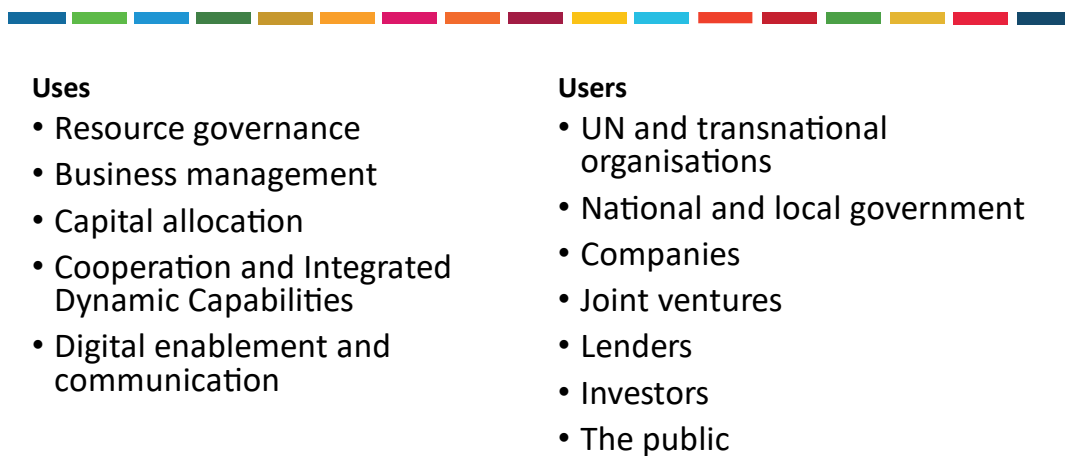 Uses
• Resource governance
• Business management
• Capital allocation
• Cooperation and Integrated
Dynamic Capabilities
• Digital enablement and
communication
Users
• UN and transnational
organisations
• National and local government
• Companies
• Joint ventures
• Lenders
• Investors
• The public